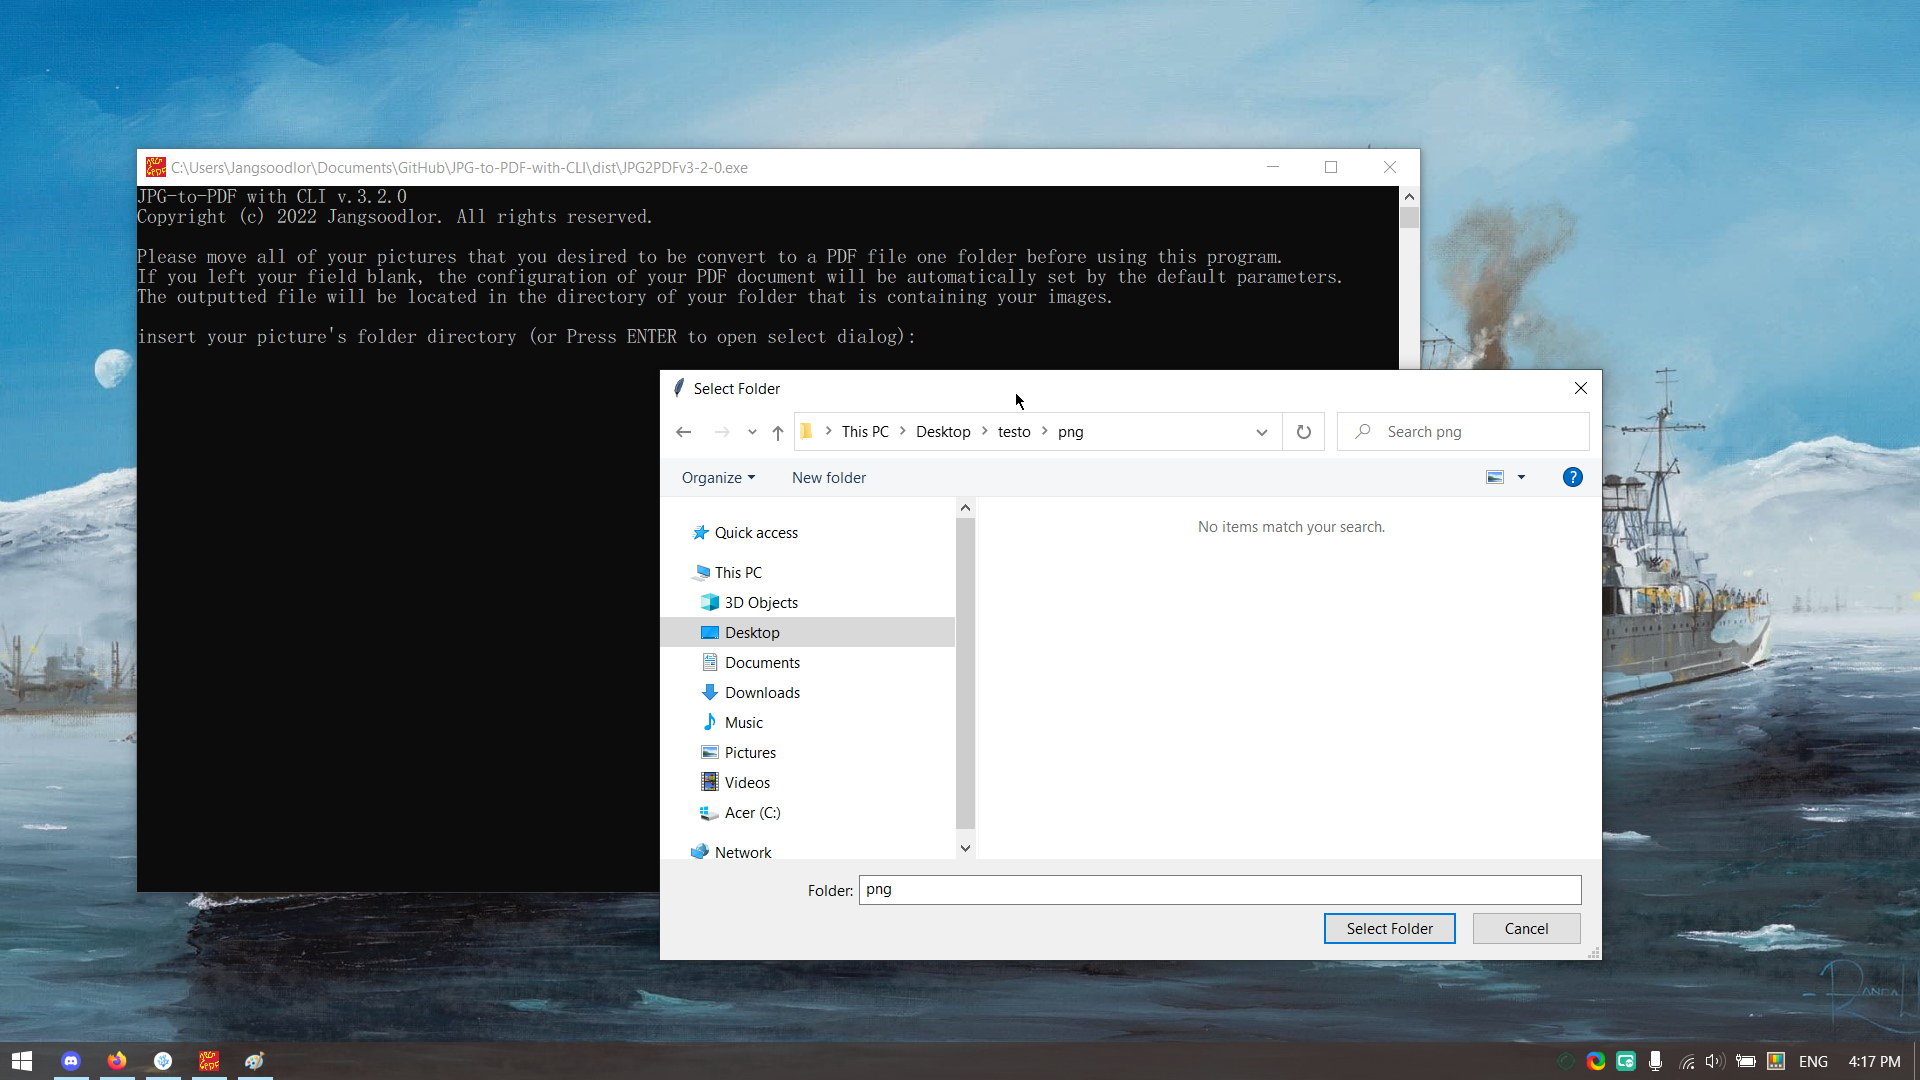 C:\Users\Jangsoodlor\Documents\GitHub\JPG-to-PDF-with-CLI\dist\JPG2PDFv3-2-0.exe
JPG-to-PDF with CLI v.3.2.0
Copyright (c) 2022 Jangsoodlor. All rights reserved.
Please move all of your pictures that you desired to be convert to a PDF file one folder before using this program.
If you left your field blank, the configuration of your PDF document will be automatically set by the default parameters.
The outputted file will be located in the directory of your folder that is containing your images.
insert your picture's folder directory (or Press ENTER to open select dialog):
Select Folder
This PC > Desktop > testo > png
Search png
Organize
New folder
?
No items match your search.
Quick access
This PC
3D Objects
Desktop
Documents
Downloads
Music
Pictures
Videos
Acer (C:)
Network
Folder: png
Select Folder
Cancel
ENG
4:17 PM